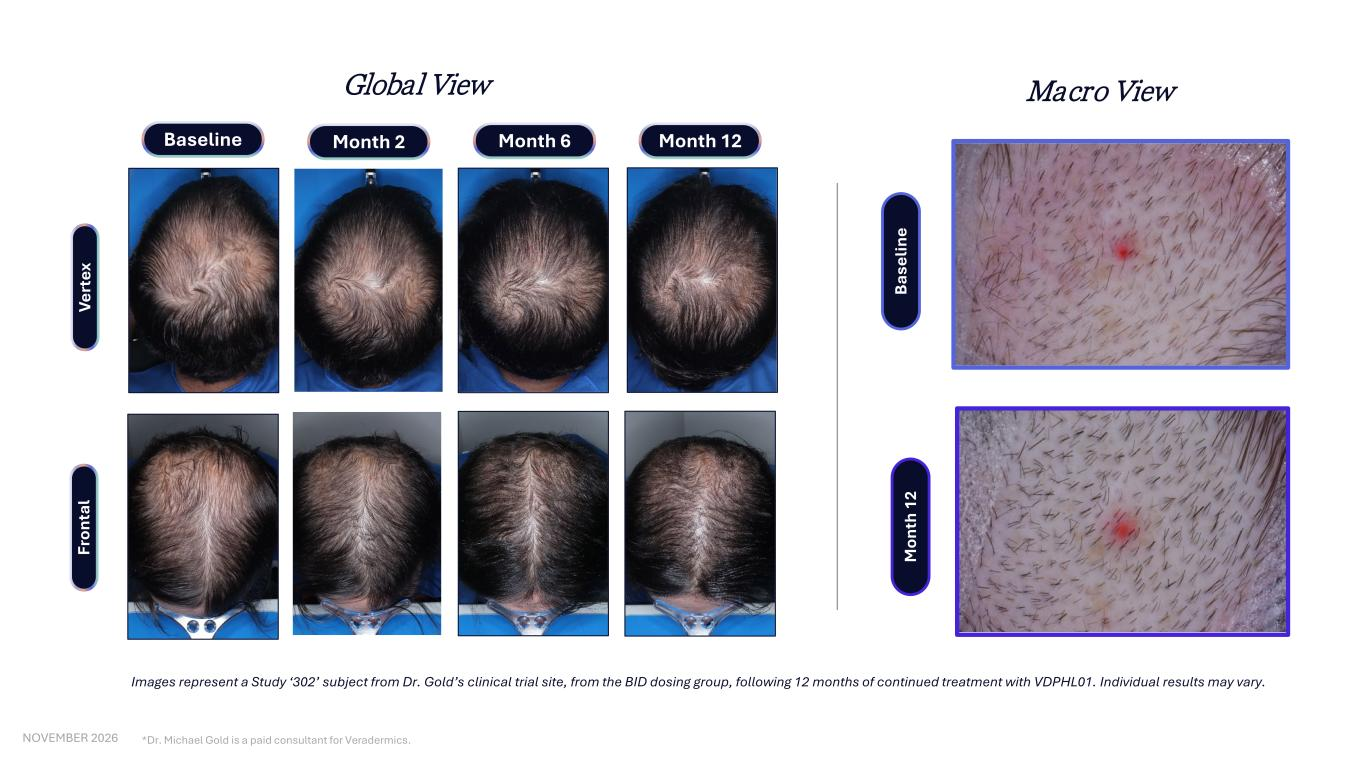 Global View
Macro View
Baseline
Month 2
Month 6
Month 12
Vertex
Frontal
Baseline
Month 12
Images represent a Study ‘302’ subject from Dr. Gold’s clinical trial site, from the BID dosing group, following 12 months of continued treatment with VDPHL01. Individual results may vary.
NOVEMBER 2026
*Dr. Michael Gold is a paid consultant for Veradermics.